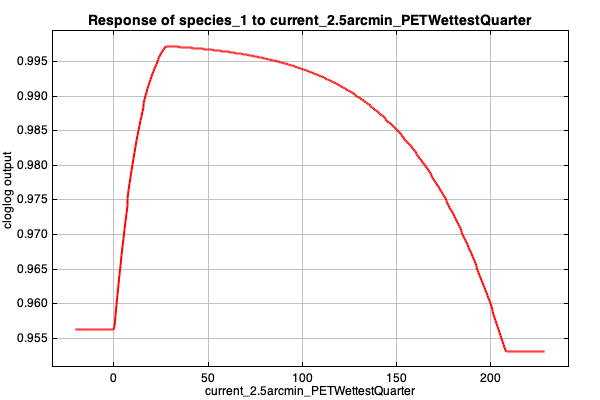 Response of species_1 to current_2.5arcmin_PETWettestQuarter
cloglog output
0.995
0.990
0.985
0.980
0.975
0.970
0.965
0.960
0.955
0 50 100 150 200
current_2.5arcmin_PETWettestQuarter